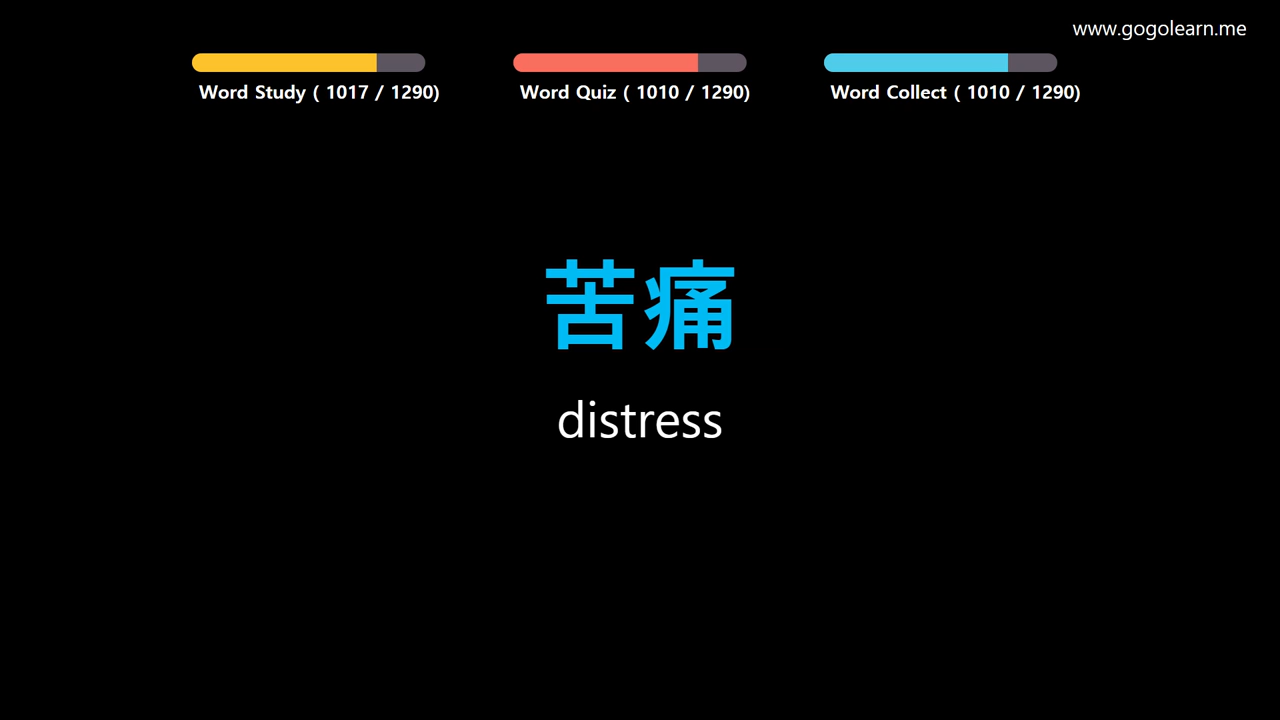 www.gogolearn.me
Word Study ( 1017 / 1290)
Word Quiz ( 1010 / 1290)
Word Collect ( 1010 / 1290)
苦痛
distress